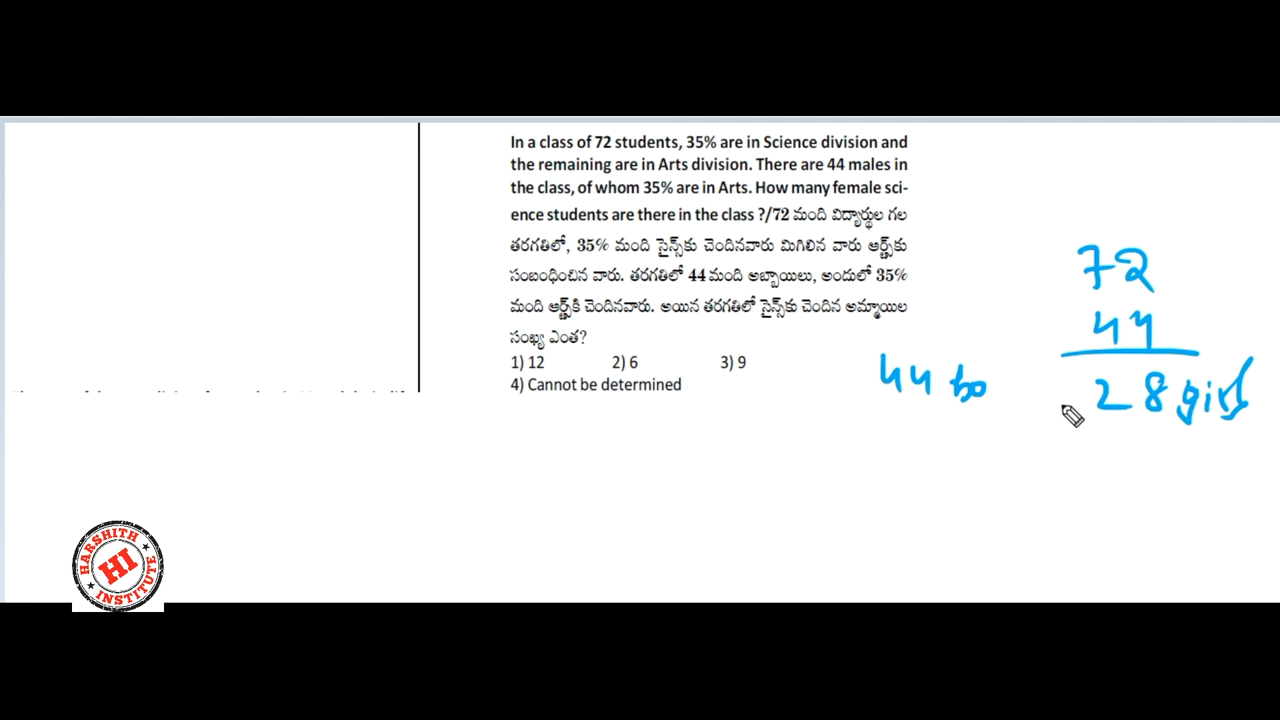 In a class of 72 students, 35% are in Science division and
the remaining are in Arts division. There are 44 males in
the class, of whom 35% are in Arts. How many female sci-
ence students are there in the class ?/72 మంది విద్యార్థుల గల
తరగతిలో, 35% మంది సైన్స్‌కు చెందినవారు మిగిలిన వారు ఆర్ట్స్‌కు
సంబంధించిన వారు. తరగతిలో 44 మంది అబ్బాయిలు, అందులో 35%
మంది ఆర్ట్స్‌కి చెందినవారు. అయిన తరగతిలో సైన్స్‌కు చెందిన అమ్మాయిల
సంఖ్య ఎంత?
1) 12 2) 6 3) 9
4) Cannot be determined
72
44
28 girls
44 bo
HARSHITH
HI
INSTITUTE